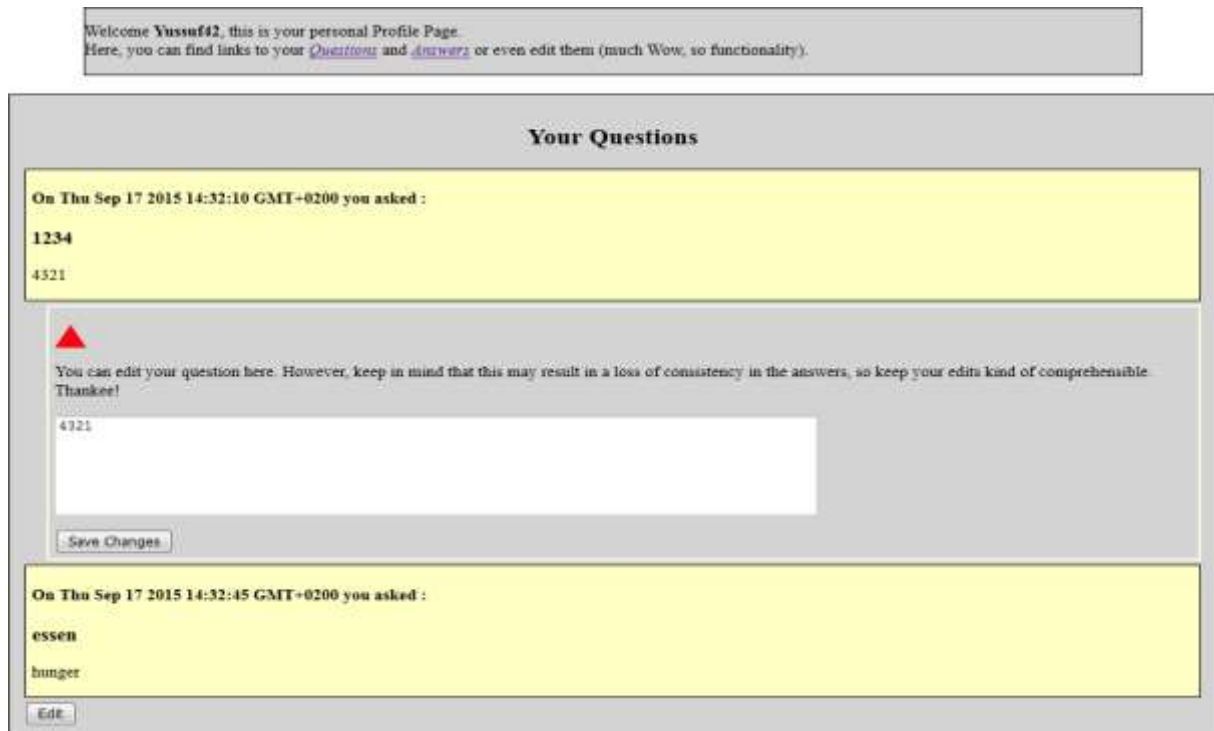 Welcome Yussuf42, this is your personal Profile Page.
Here, you can find links to your Questions and Answers or even edit them (much Wow, so functionality).
Your Questions
On Thu Sep 17 2015 14:32:10 GMT+0200 you asked :
1234
4321
You can edit your question here. However, keep in mind that this may result in a loss of consistency in the answers, so keep your edits kind of comprehensible.
Thankee!
4321
Save Changes
On Thu Sep 17 2015 14:32:45 GMT+0200 you asked :
essen
hunger
Edit